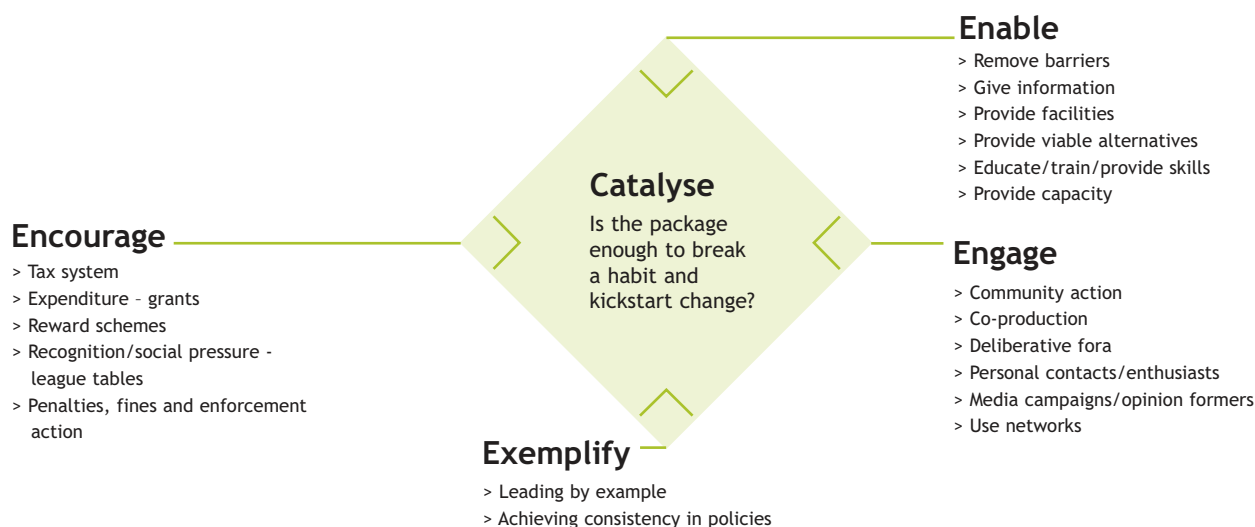 Enable
> Remove barriers
> Give information
> Provide facilities
> Provide viable alternatives
> Educate/train/provide skills
> Provide capacity
Catalyse
Is the package
enough to break
a habit and
kickstart change?
Encourage
> Tax system
> Expenditure – grants
> Reward schemes
> Recognition/social pressure -
league tables
> Penalties, fines and enforcement
action
Engage
> Community action
> Co-production
> Deliberative fora
> Personal contacts/enthusiasts
> Media campaigns/opinion formers
> Use networks
Exemplify
> Leading by example
> Achieving consistency in policies